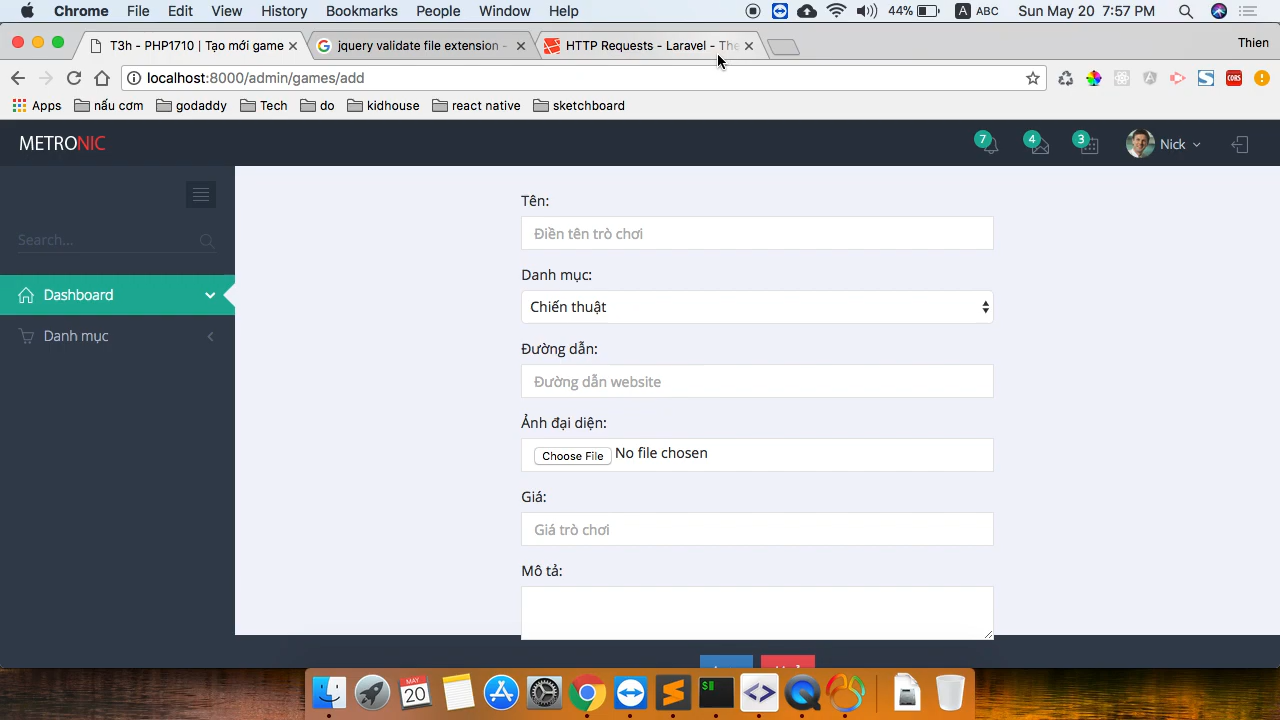 Chrome File Edit View History Bookmarks People Window Help 44% A ABC Sun May 20 7:57 PM
T3h - PHP1710 | Tạo mới game jquery validate file extension - HTTP Requests - Laravel - The Thien
localhost:8000/admin/games/add CORS
Apps nấu cơm godaddy Tech do kidhouse react native sketchboard
METRONIC 7 4 3 Nick
Search...
Dashboard
Danh mục
Tên:
Điền tên trò chơi
Danh mục:
Chiến thuật
Đường dẫn:
Đường dẫn website
Ảnh đại diện:
Choose File No file chosen
Giá:
Giá trò chơi
Mô tả:
MAY
20